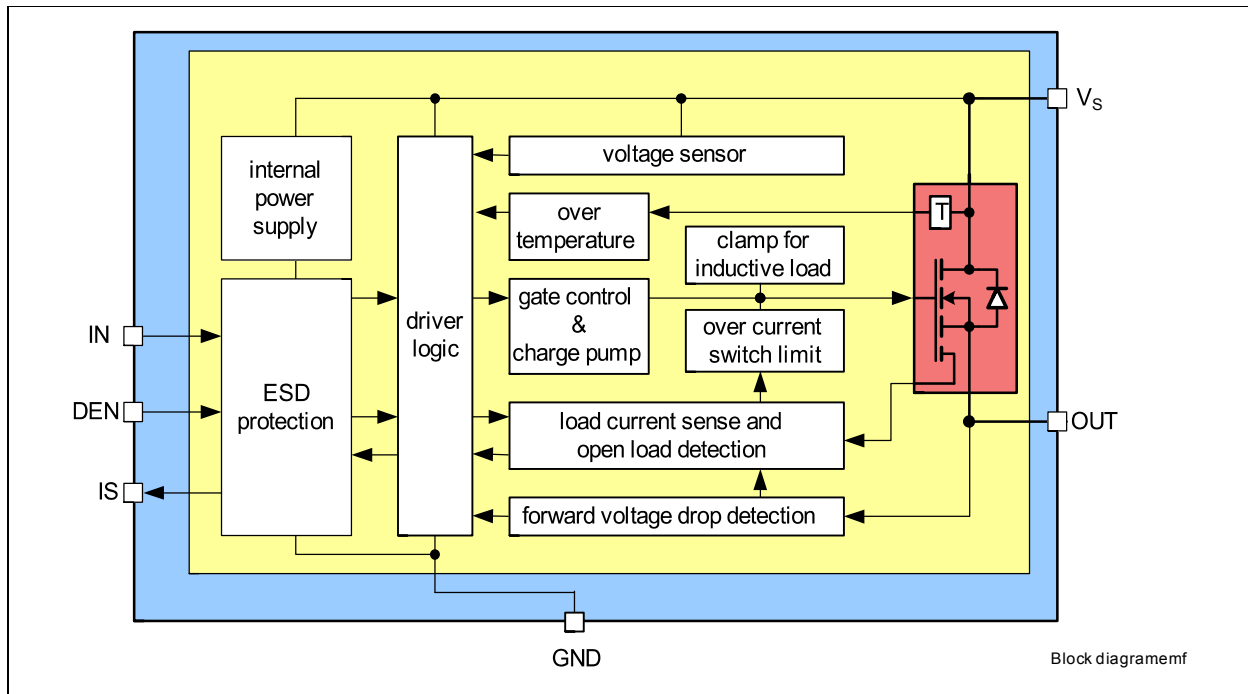 VS
internal
power
supply
voltage sensor
T
over
temperature
clamp for
inductive load
gate control
&
charge pump
driver
logic
over current
switch limit
IN
DEN
IS
ESD
protection
load current sense and
open load detection
OUT
forward voltage drop detection
GND
Block diagramemf